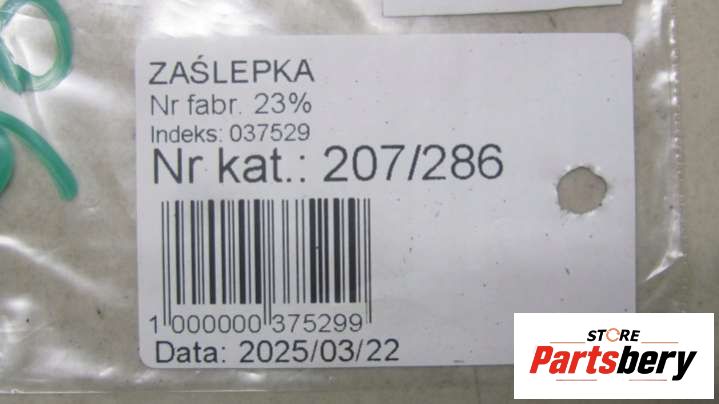 ZAŚLEPKA
Nr fabr. 23%
Indeks: 037529
Nr kat.: 207/286
1 000000 375299
Data: 2025/03/22
STORE
Partsbery